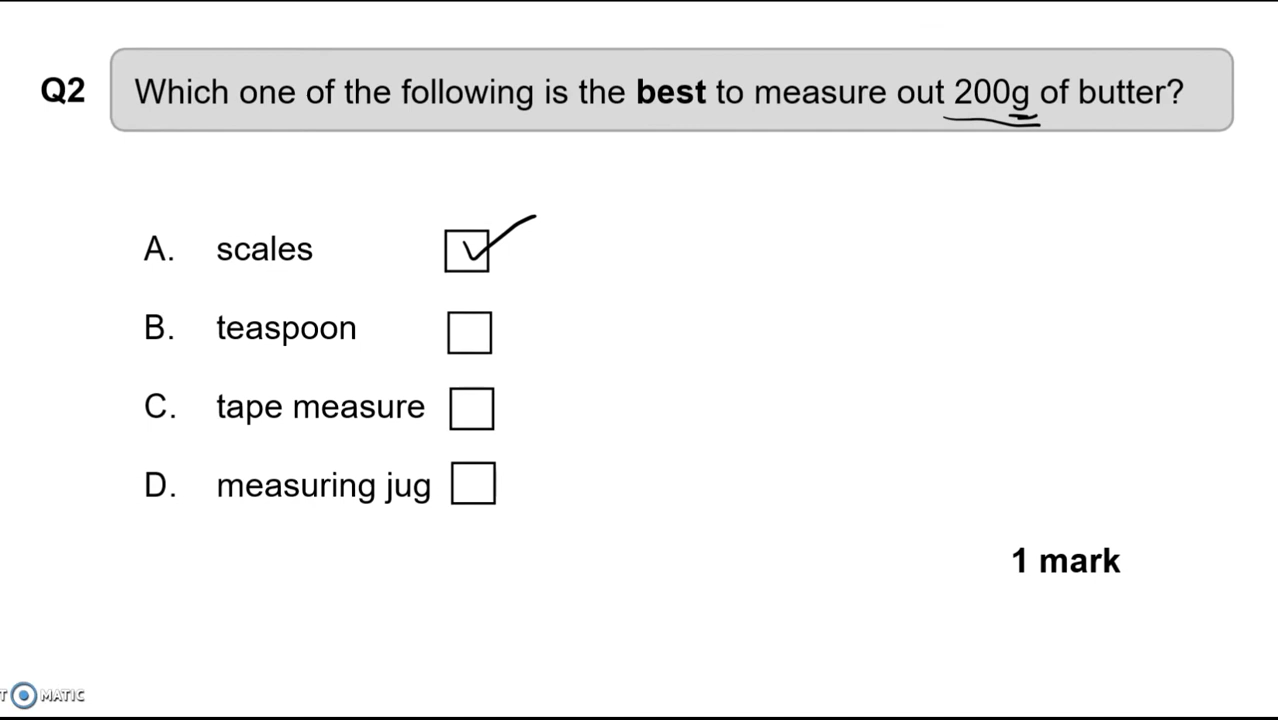 Q2 Which one of the following is the best to measure out 200g of butter?
A. scales
B. teaspoon
C. tape measure
D. measuring jug
1 mark
T MATIC